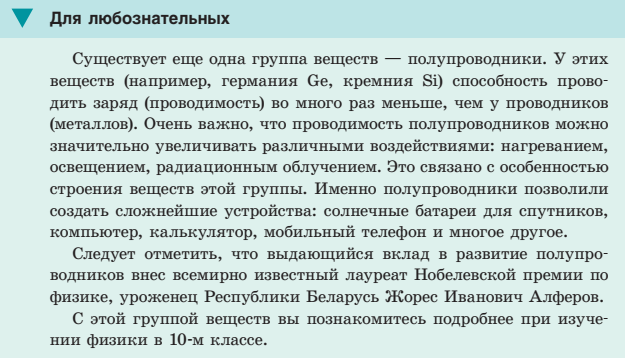 Для любознательных
Существует еще одна группа веществ — полупроводники. У этих
веществ (например, германия Ge, кремния Si) способность прово-
дить заряд (проводимость) во много раз меньше, чем у проводников
(металлов). Очень важно, что проводимость полупроводников можно
значительно увеличивать различными воздействиями: нагреванием,
освещением, радиационным облучением. Это связано с особенностью
строения веществ этой группы. Именно полупроводники позволили
создать сложнейшие устройства: солнечные батареи для спутников,
компьютер, калькулятор, мобильный телефон и многое другое.
Следует отметить, что выдающийся вклад в развитие полупро-
водников внес всемирно известный лауреат Нобелевской премии по
физике, уроженец Республики Беларусь Жорес Иванович Алферов.
С этой группой веществ вы познакомитесь подробнее при изуче-
нии физики в 10-м классе.